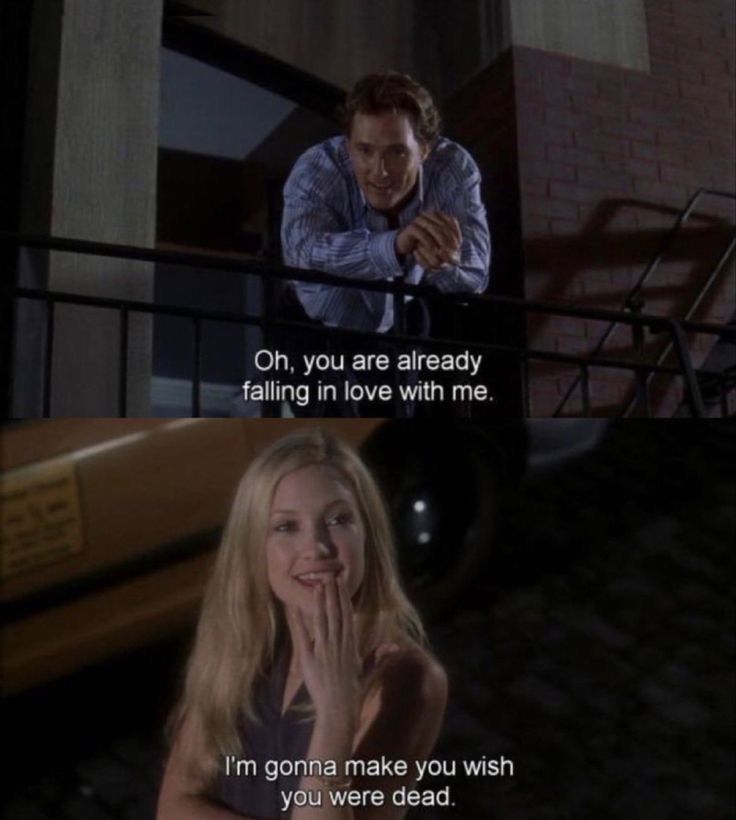 Oh, you are already
falling in love with me.
I'm gonna make you wish
you were dead.